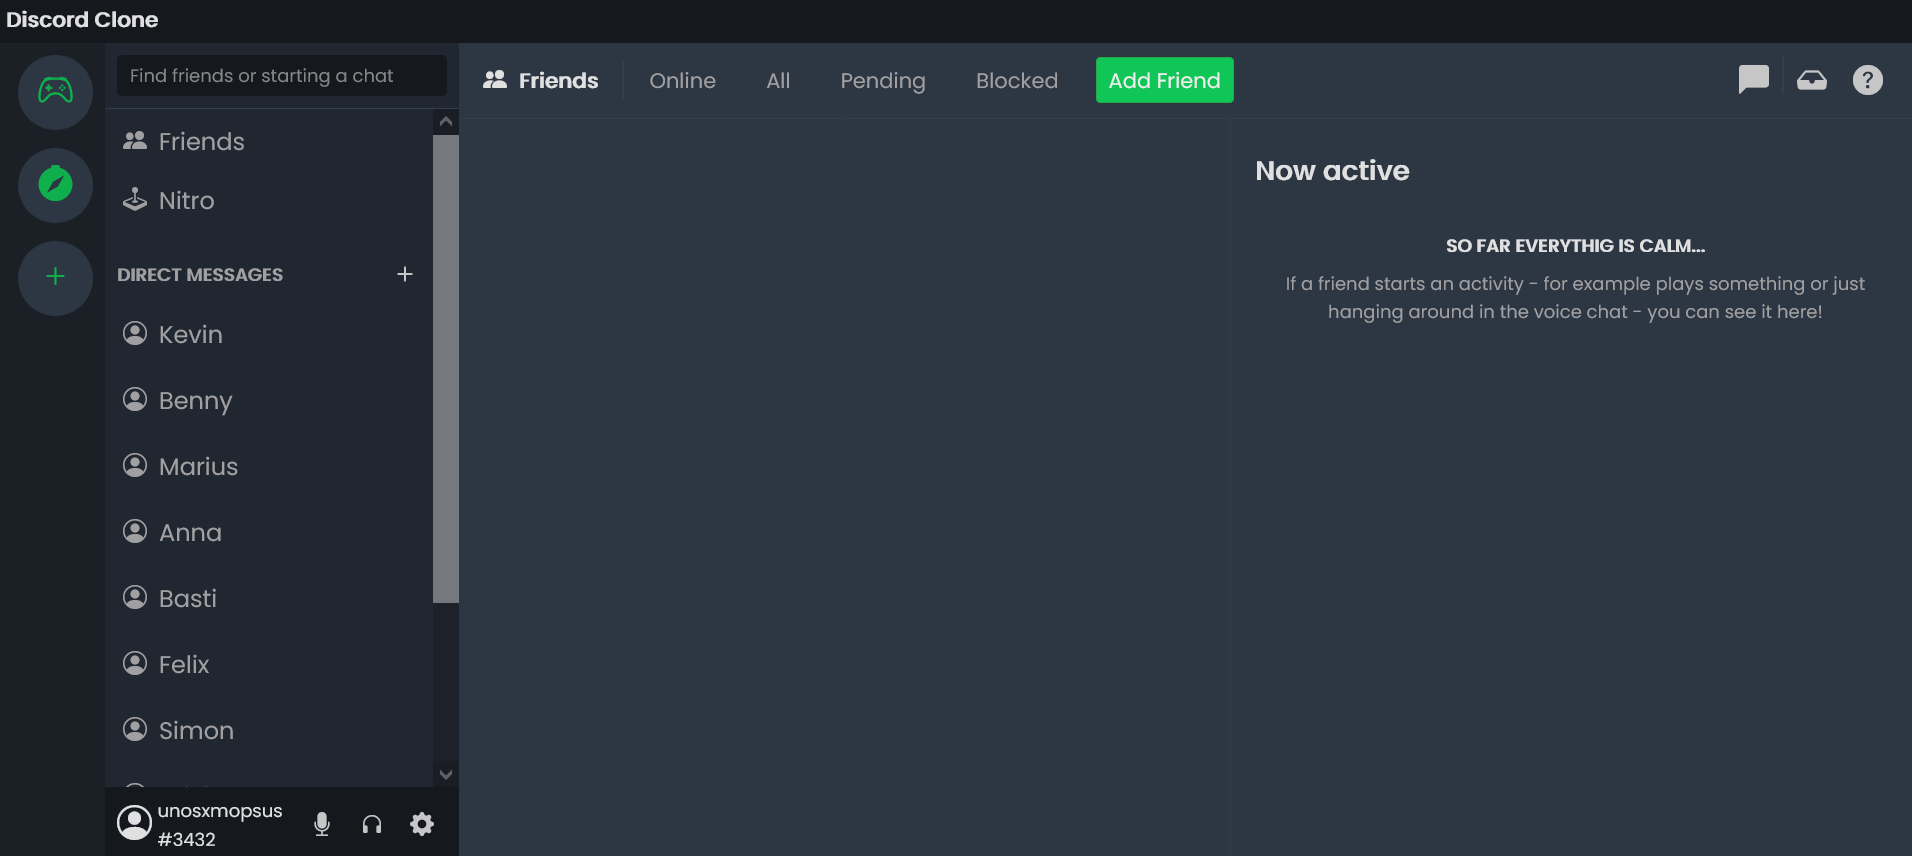 Discord Clone
Find friends or starting a chat
Friends
Nitro
DIRECT MESSAGES
Kevin
Benny
Marius
Anna
Basti
Felix
Simon
unosxmopsus
#3432
Friends Online All Pending Blocked Add Friend
Now active
SO FAR EVERYTHIG IS CALM...
If a friend starts an activity - for example plays something or just
hanging around in the voice chat - you can see it here!